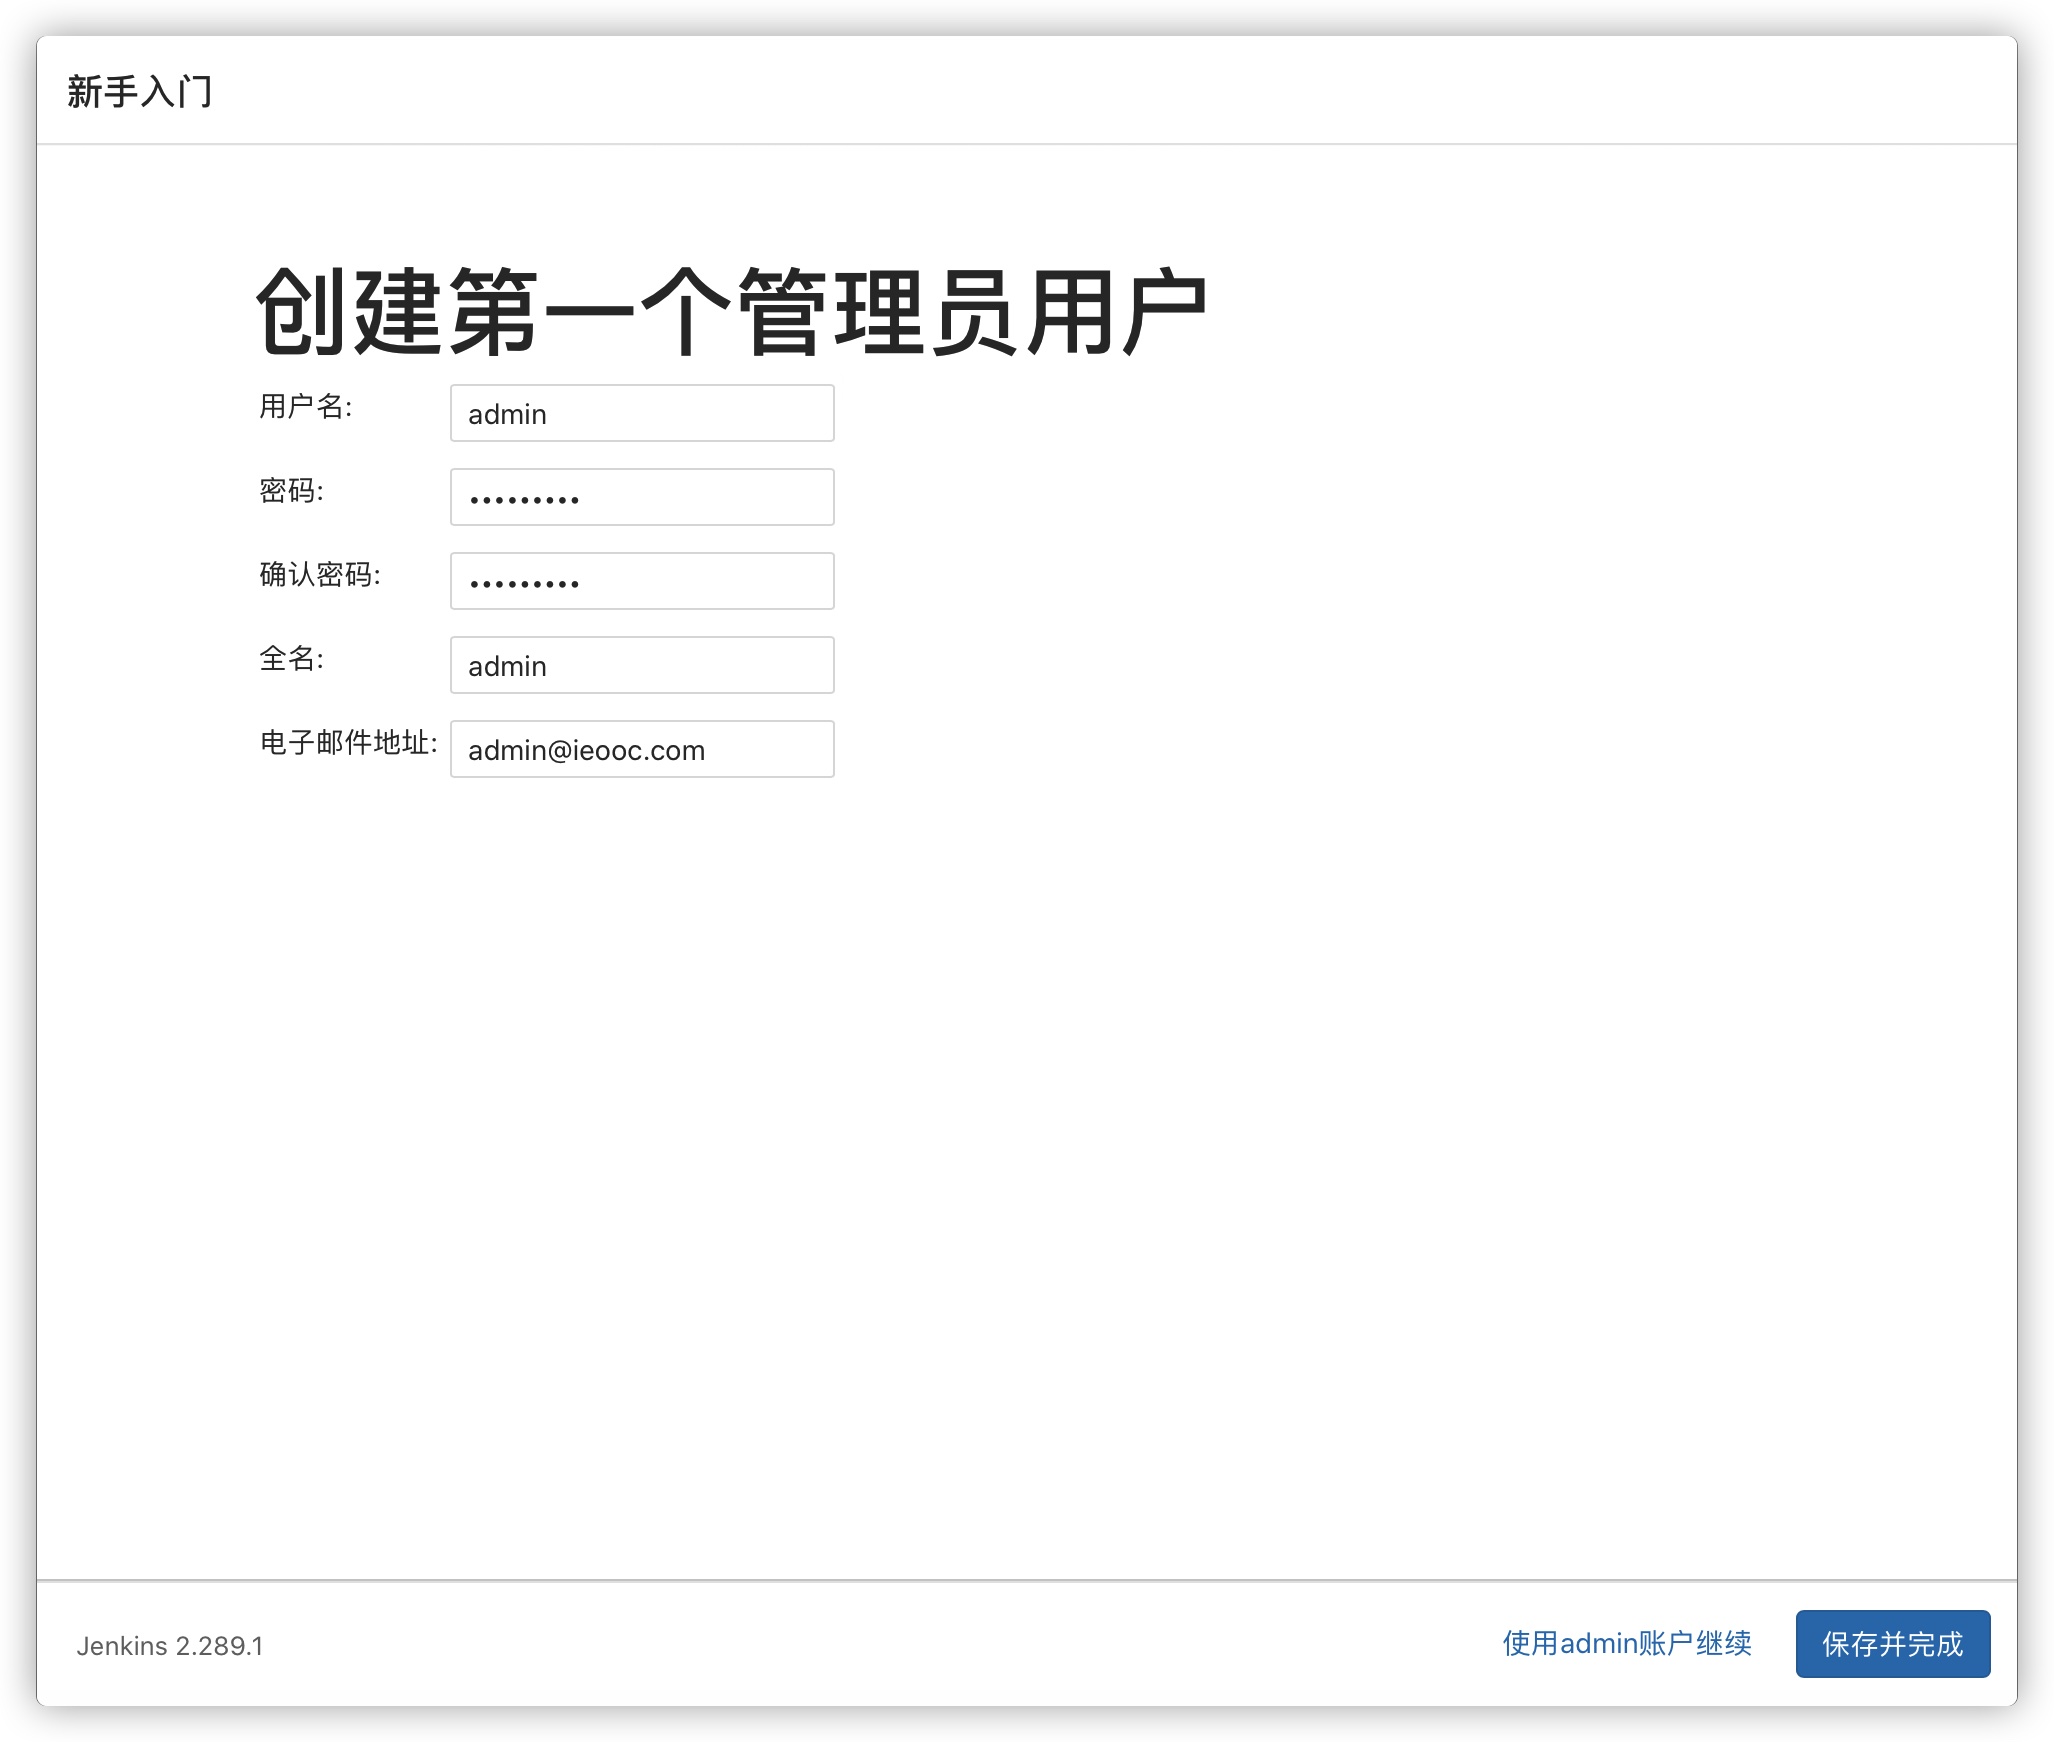 新手入门
创建第一个管理员用户
用户名: admin
密码: •••••••••
确认密码: •••••••••
全名: admin
电子邮件地址: admin@ieooc.com
Jenkins 2.289.1 使用admin账户继续 保存并完成